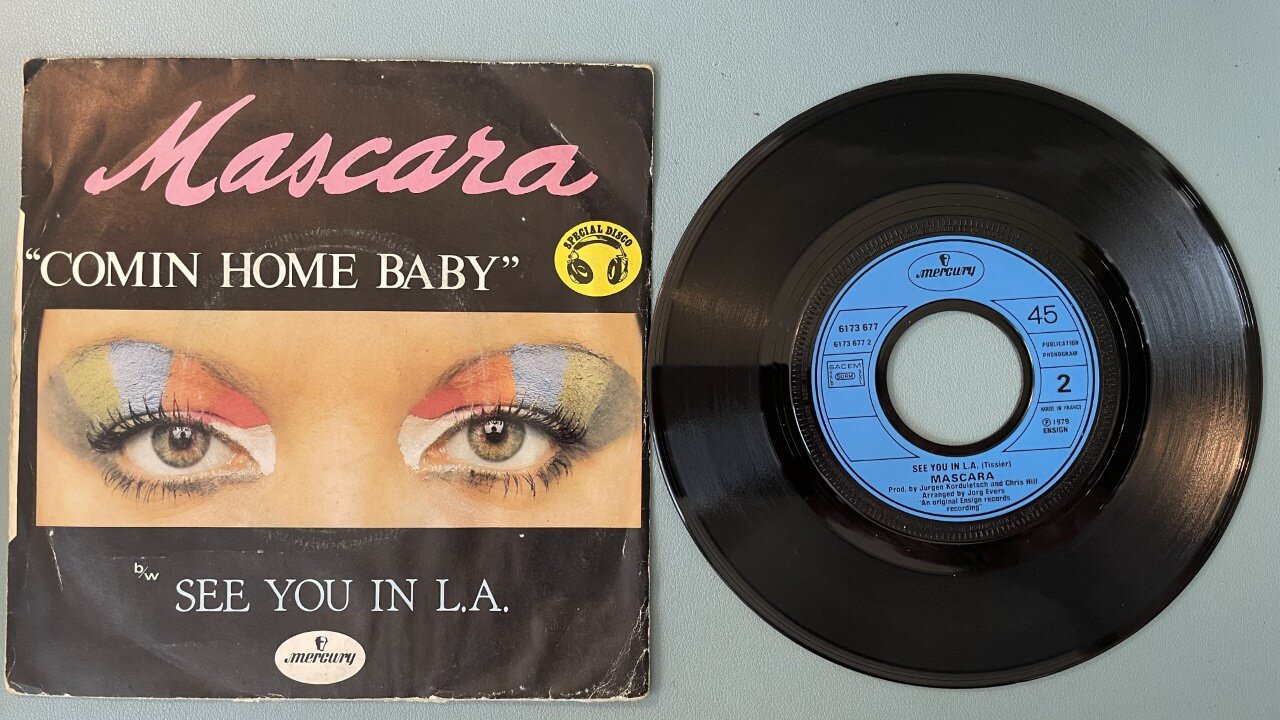 Mascara
SPECIAL DISCO
“COMIN HOME BABY”
b/w
SEE YOU IN L.A.
mercury
mercury
45
6173 677
6173 677 2
PUBLICATION
PHONOGRAM
SACEM
SDRM
2
MADE IN FRANCE
℗ 1979
ENSIGN
SEE YOU IN L.A. (Tissier)
MASCARA
Prod. by Jurgen Korduletsch and Chris Hill
Arranged by Jorg Evers
"An original Ensign records
recording"